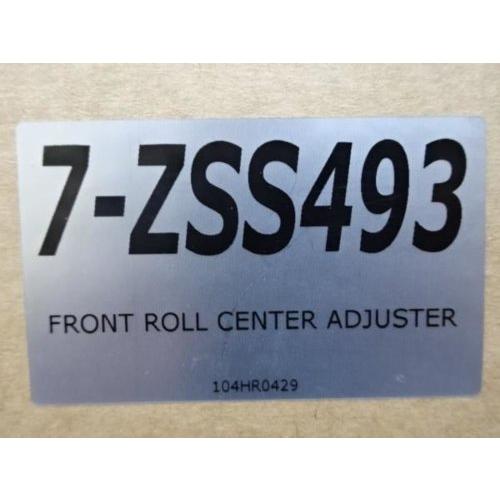 7-ZSS493
FRONT ROLL CENTER ADJUSTER
104HR0429